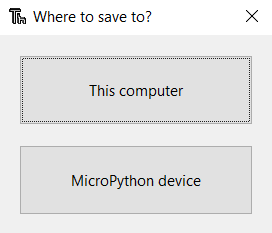 Where to save to?
This computer
MicroPython device